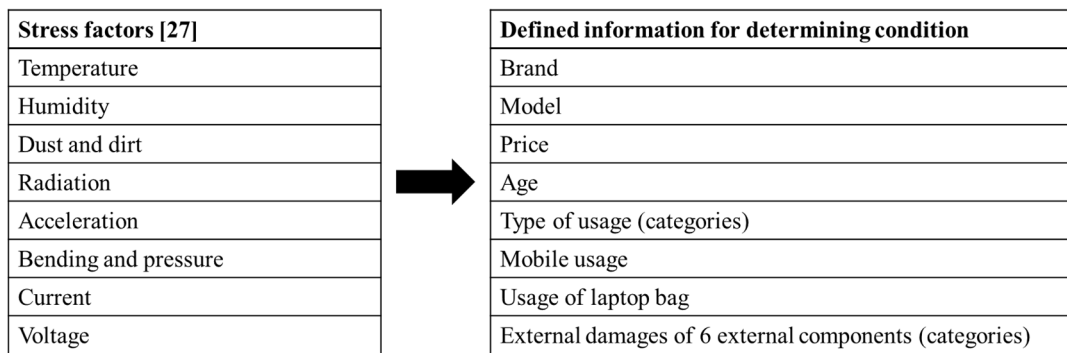 Stress factors [27]
Temperature
Humidity
Dust and dirt
Radiation
Acceleration
Bending and pressure
Current
Voltage
Defined information for determining condition
Brand
Model
Price
Age
Type of usage (categories)
Mobile usage
Usage of laptop bag
External damages of 6 external components (categories)